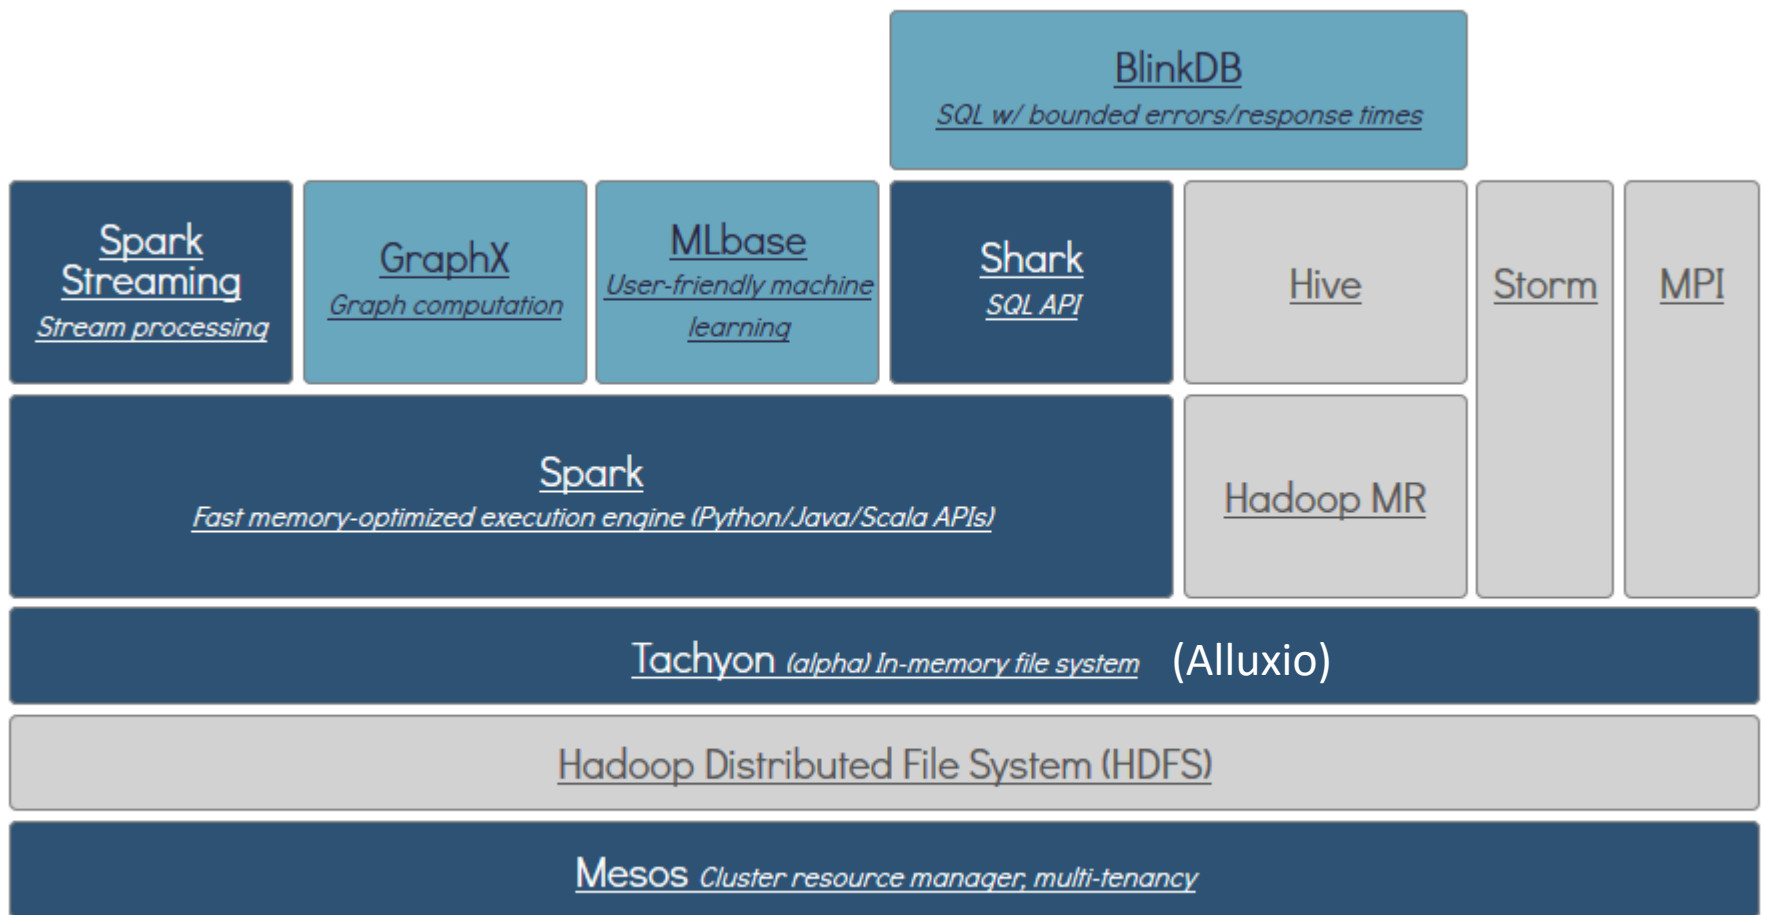 BlinkDB
SQL w/ bounded errors/response times
Spark
Streaming
Stream processing
GraphX
Graph computation
MLbase
User-friendly machine
learning
Shark
SQL API
Hive
Storm
MPI
Spark
Fast memory-optimized execution engine (Python/Java/Scala APIs)
Hadoop MR
Tachyon (alpha) In-memory file system (Alluxio)
Hadoop Distributed File System (HDFS)
Mesos Cluster resource manager, multi-tenancy